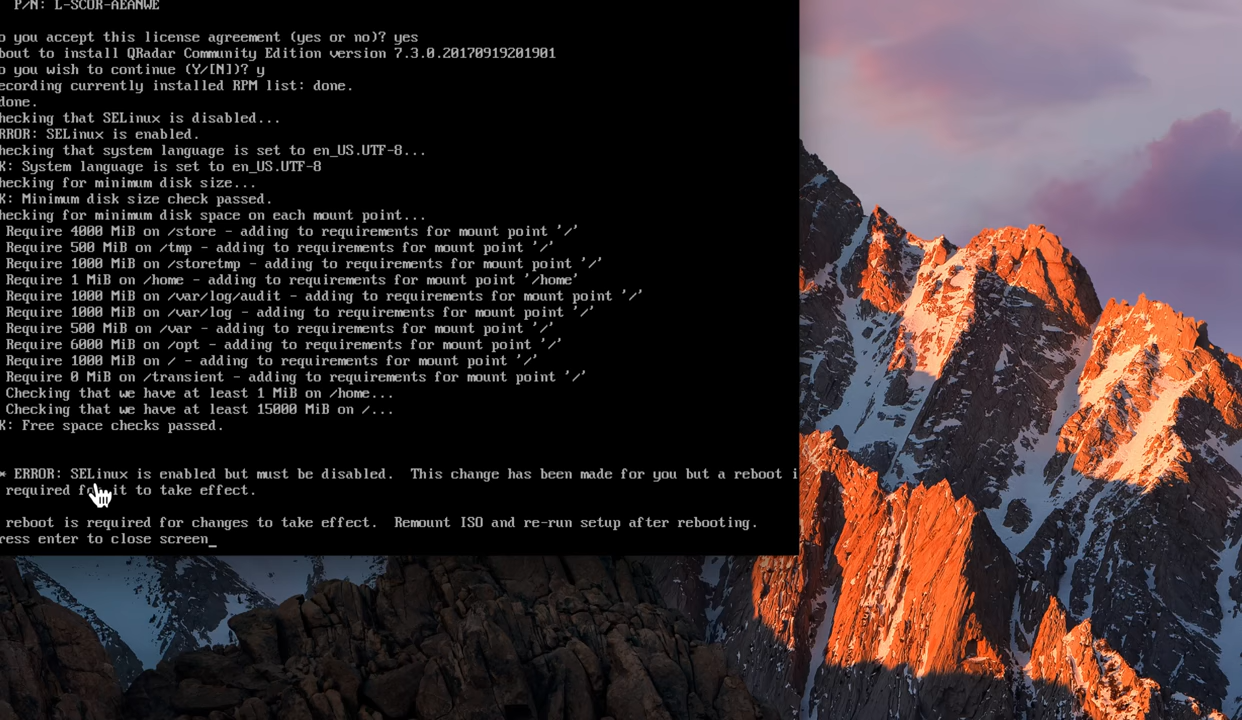 P/N: L-SCOR-AEANWE
o you accept this license agreement (yes or no)? yes
bout to install QRadar Community Edition version 7.3.0.20170919201901
o you wish to continue (Y/[N])? y
ecording currently installed RPM list: done.
done.
hecking that SELinux is disabled...
RROR: SELinux is enabled.
hecking that system language is set to en_US.UTF-8...
K: System language is set to en_US.UTF-8
hecking for minimum disk size...
K: Minimum disk size check passed.
hecking for minimum disk space on each mount point...
Require 4000 MiB on /store - adding to requirements for mount point '/'
Require 500 MiB on /tmp - adding to requirements for mount point '/'
Require 1000 MiB on /storetmp - adding to requirements for mount point '/'
Require 1 MiB on /home - adding to requirements for mount point '/home'
Require 1000 MiB on /var/log/audit - adding to requirements for mount point '/'
Require 1000 MiB on /var/log - adding to requirements for mount point '/'
Require 500 MiB on /var - adding to requirements for mount point '/'
Require 6000 MiB on /opt - adding to requirements for mount point '/'
Require 1000 MiB on / - adding to requirements for mount point '/'
Require 0 MiB on /transient - adding to requirements for mount point '/'
Checking that we have at least 1 MiB on /home...
Checking that we have at least 15000 MiB on /...
K: Free space checks passed.
* ERROR: SELinux is enabled but must be disabled.  This change has been made for you but a reboot i
required for it to take effect.
reboot is required for changes to take effect.  Remount ISO and re-run setup after rebooting.
ress enter to close screen_